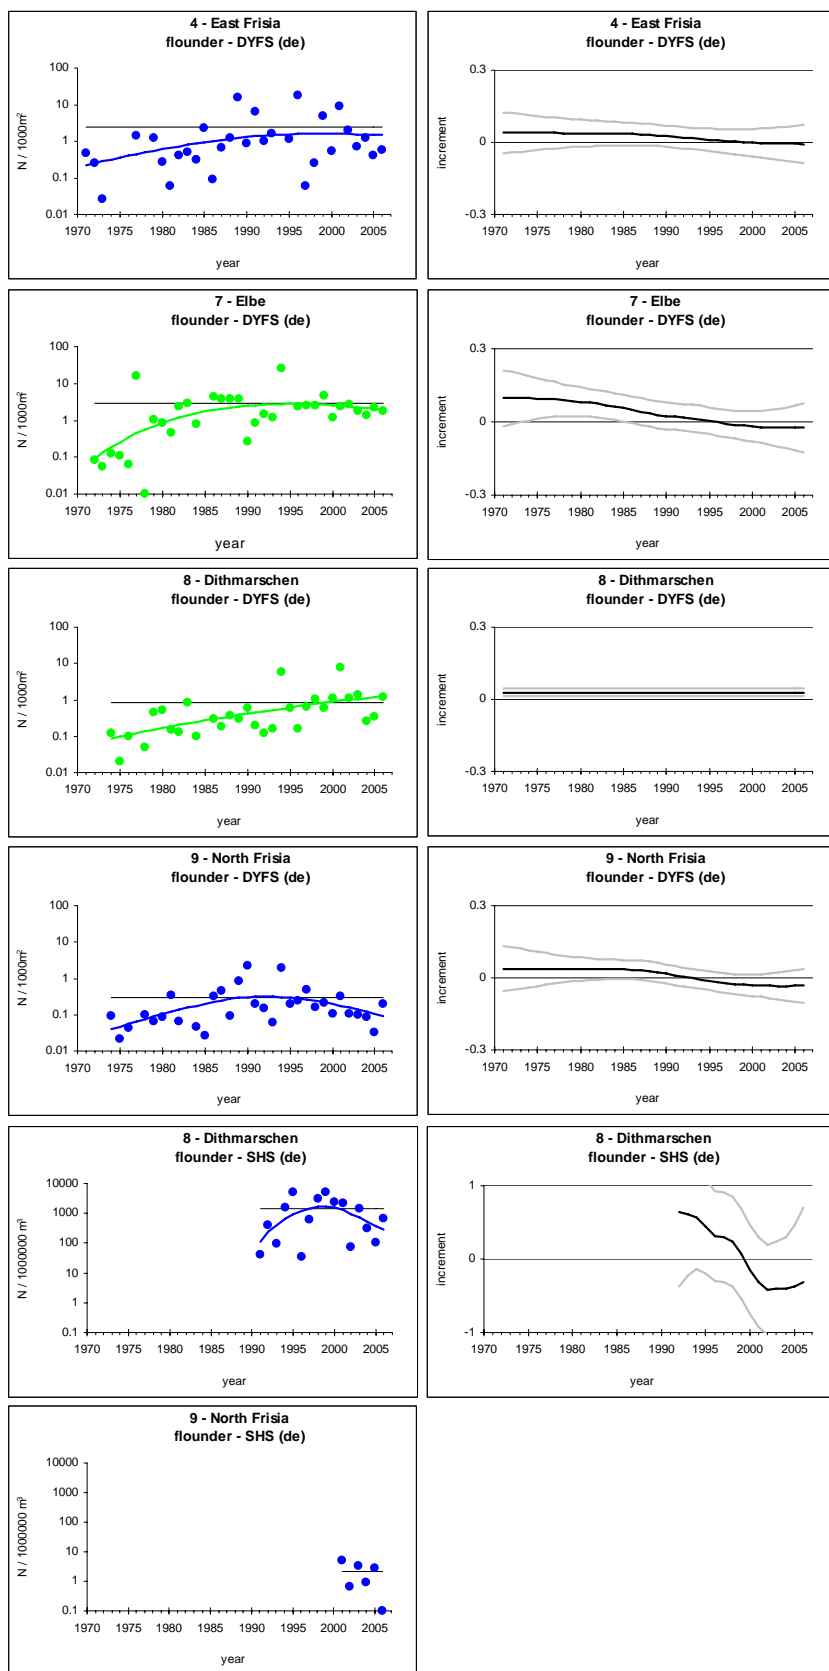 4 - East Frisia
flounder - DYFS (de)
100
10
1
0.1
0.01
N / 1000m²
1970 1975 1980 1985 1990 1995 2000 2005
year
4 - East Frisia
flounder - DYFS (de)
0.3
0
-0.3
increment
1970 1975 1980 1985 1990 1995 2000 2005
year
7 - Elbe
flounder - DYFS (de)
100
10
1
0.1
0.01
N / 1000m²
1970 1975 1980 1985 1990 1995 2000 2005
year
7 - Elbe
flounder - DYFS (de)
0.3
0
-0.3
increment
1970 1975 1980 1985 1990 1995 2000 2005
year
8 - Dithmarschen
flounder - DYFS (de)
100
10
1
0.1
0.01
N / 1000m²
1970 1975 1980 1985 1990 1995 2000 2005
year
8 - Dithmarschen
flounder - DYFS (de)
0.3
0
-0.3
increment
1970 1975 1980 1985 1990 1995 2000 2005
year
9 - North Frisia
flounder - DYFS (de)
100
10
1
0.1
0.01
N / 1000m²
1970 1975 1980 1985 1990 1995 2000 2005
year
9 - North Frisia
flounder - DYFS (de)
0.3
0
-0.3
increment
1970 1975 1980 1985 1990 1995 2000 2005
year
8 - Dithmarschen
flounder - SHS (de)
10000
1000
100
10
1
0.1
N / 1000000 m³
1970 1975 1980 1985 1990 1995 2000 2005
year
8 - Dithmarschen
flounder - SHS (de)
1
0
-1
increment
1970 1975 1980 1985 1990 1995 2000 2005
year
9 - North Frisia
flounder - SHS (de)
10000
1000
100
10
1
0.1
N / 1000000 m³
1970 1975 1980 1985 1990 1995 2000 2005
year